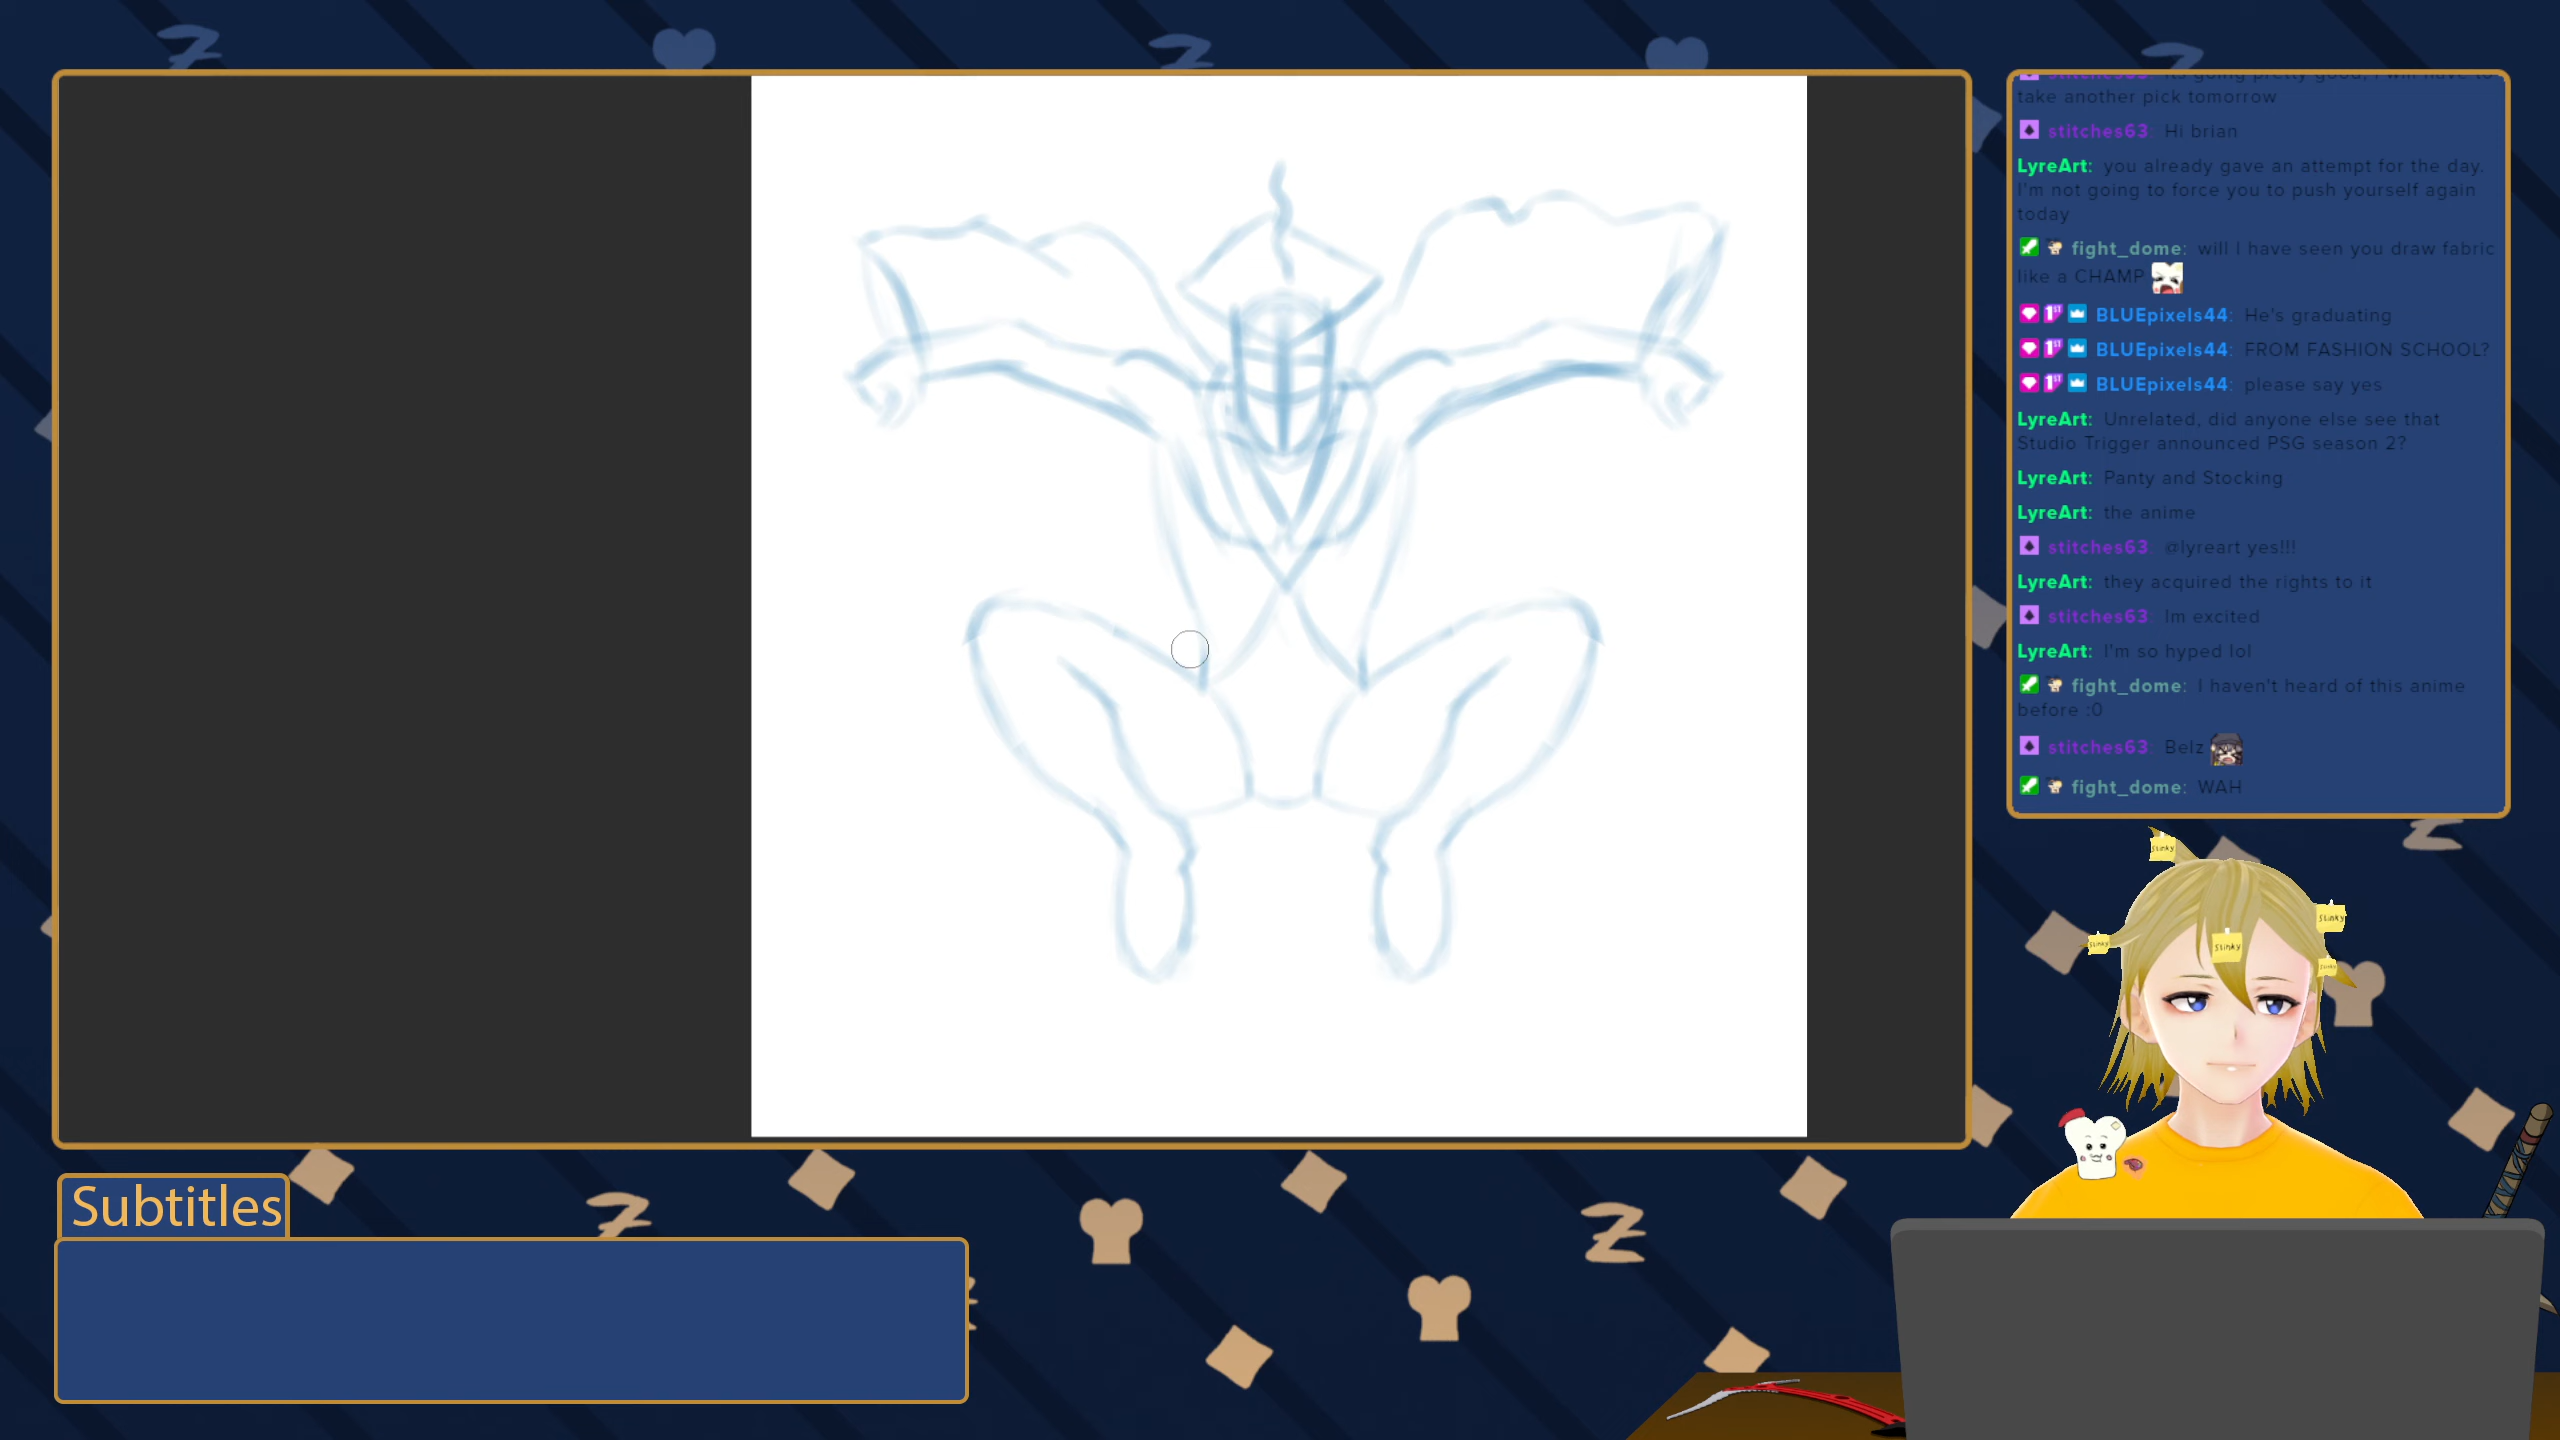 take another pick tomorrow
stitches63: Hi brian
LyreArt: you already gave an attempt for the day.
I'm not going to force you to push yourself again
today
fight_dome: will I have seen you draw fabric
like a CHAMP
BLUEpixels44: He's graduating
BLUEpixels44: FROM FASHION SCHOOL?
BLUEpixels44: please say yes
LyreArt: Unrelated, did anyone else see that
Studio Trigger announced PSG season 2?
LyreArt: Panty and Stocking
LyreArt: the anime
stitches63: @lyreart yes!!!
LyreArt: they acquired the rights to it
stitches63: Im excited
LyreArt: I'm so hyped lol
fight_dome: I haven't heard of this anime
before :0
stitches63: Belz
fight_dome: WAH
Slinky
Slinky
Slinky
Slinky
Subtitles